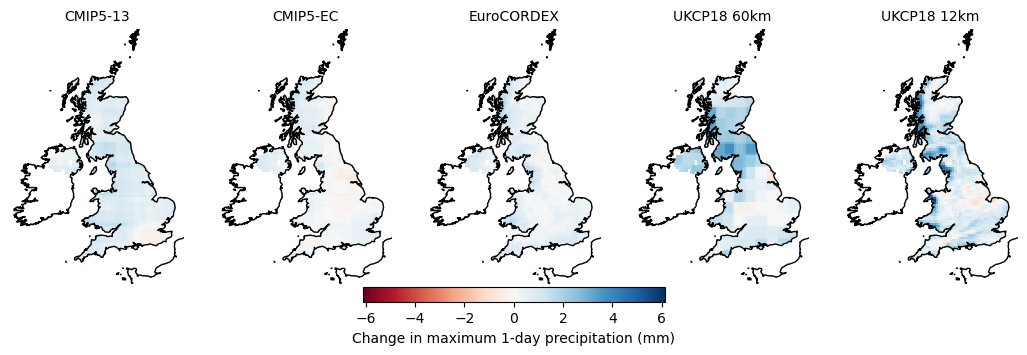 CMIP5-13
CMIP5-EC
EuroCORDEX
UKCP18 60km
UKCP18 12km
−6 −4 −2 0 2 4 6
Change in maximum 1-day precipitation (mm)